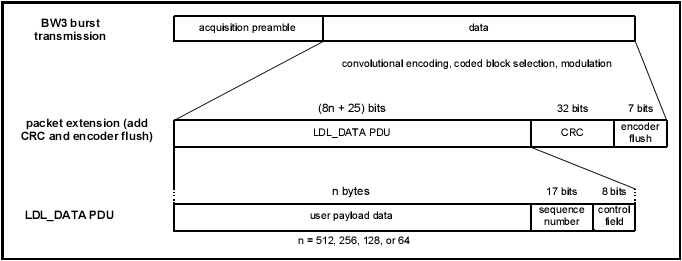 BW3 burst
transmission
acquisition preamble
data
convolutional encoding, coded block selection, modulation
(8n + 25) bits
32 bits
7 bits
packet extension (add
CRC and encoder flush)
LDL_DATA PDU
CRC
encoder
flush
n bytes
17 bits
8 bits
LDL_DATA PDU
user payload data
sequence
number
control
field
n = 512, 256, 128, or 64